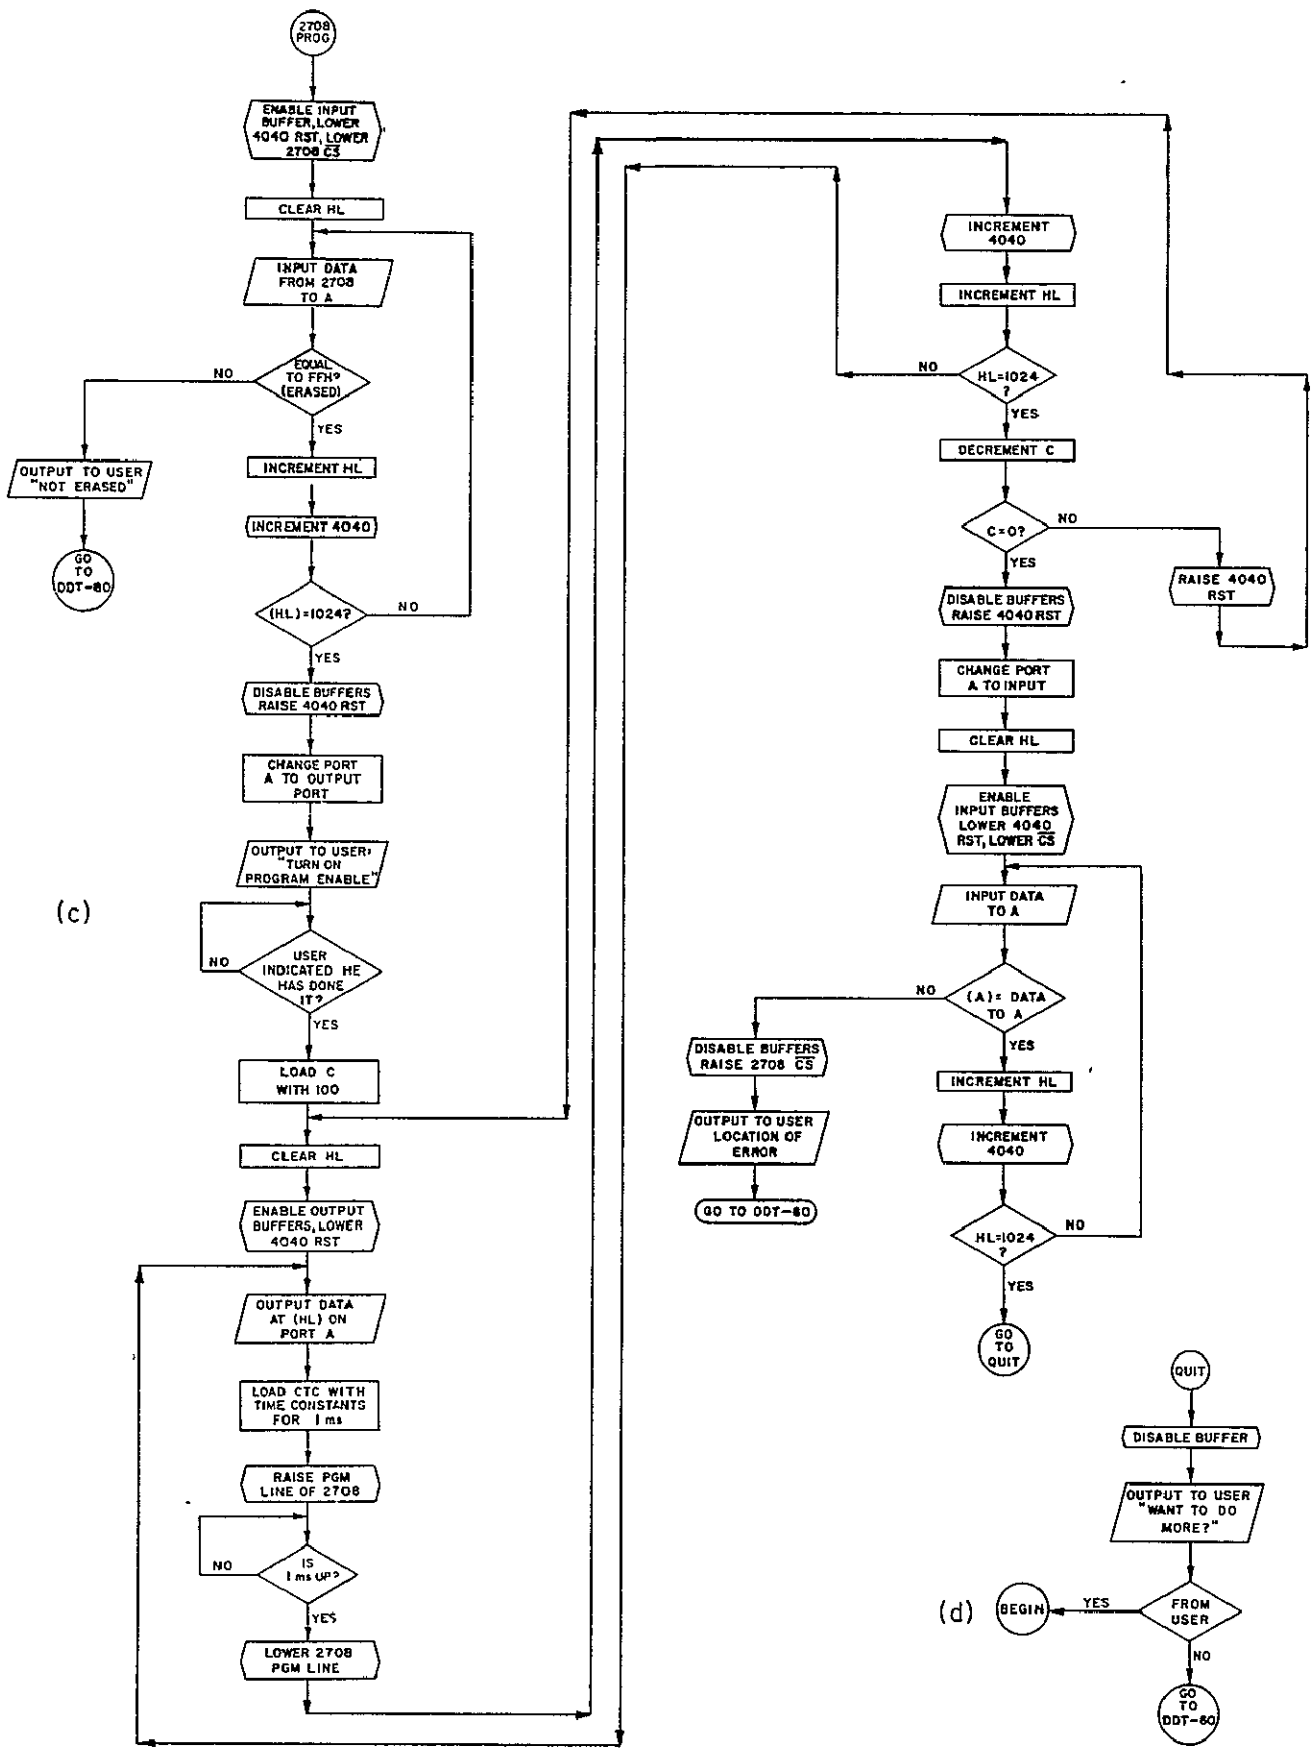 2708
PROG
ENABLE INPUT
BUFFER, LOWER
4040 RST, LOWER
2708 CS
CLEAR HL
INPUT DATA
FROM 2708
TO A
EQUAL
TO FFH?
(ERASED)
NO
YES
OUTPUT TO USER
"NOT ERASED"
GO
TO
DDT-80
INCREMENT HL
INCREMENT 4040
(HL)=1024?
NO
YES
DISABLE BUFFERS
RAISE 4040 RST
CHANGE PORT
A TO OUTPUT
PORT
OUTPUT TO USER:
"TURN ON
PROGRAM ENABLE"
(c)
USER
INDICATED HE
HAS DONE
IT?
NO
YES
LOAD C
WITH 100
CLEAR HL
ENABLE OUTPUT
BUFFERS, LOWER
4040 RST
OUTPUT DATA
AT (HL) ON
PORT A
LOAD CTC WITH
TIME CONSTANTS
FOR 1 ms
RAISE PGM
LINE OF 2708
IS
1 ms UP?
NO
YES
LOWER 2708
PGM LINE
INCREMENT
4040
INCREMENT HL
HL=1024
?
NO
YES
DECREMENT C
C=0?
NO
YES
RAISE 4040
RST
DISABLE BUFFERS
RAISE 4040 RST
CHANGE PORT
A TO INPUT
CLEAR HL
ENABLE
INPUT BUFFERS
LOWER 4040
RST, LOWER CS
INPUT DATA
TO A
(A)= DATA
TO A
NO
YES
DISABLE BUFFERS
RAISE 2708 CS
OUTPUT TO USER
LOCATION OF
ERROR
GO TO DDT-80
INCREMENT HL
INCREMENT
4040
HL=1024
?
NO
YES
GO
TO
QUIT
QUIT
DISABLE BUFFER
OUTPUT TO USER
"WANT TO DO
MORE?"
(d)
FROM
USER
YES
BEGIN
NO
GO
TO
DDT-80